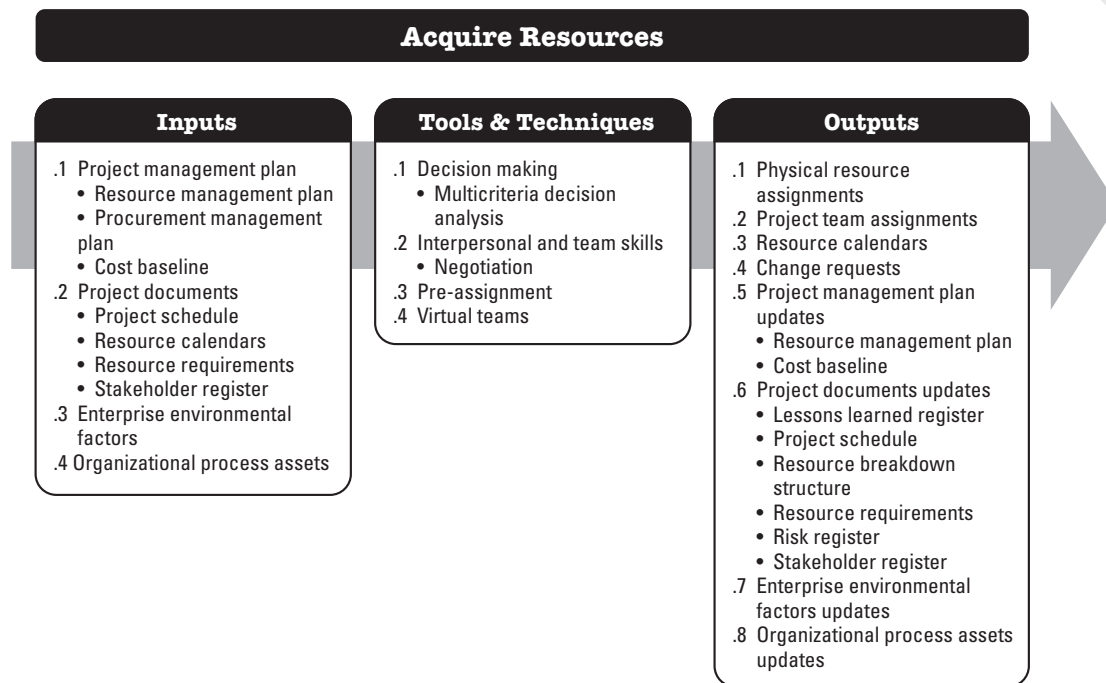 Acquire Resources
Inputs
.1 Project management plan
• Resource management plan
• Procurement management
plan
• Cost baseline
.2 Project documents
• Project schedule
• Resource calendars
• Resource requirements
• Stakeholder register
.3 Enterprise environmental
factors
.4 Organizational process assets
Tools & Techniques
.1 Decision making
• Multicriteria decision
analysis
.2 Interpersonal and team skills
• Negotiation
.3 Pre-assignment
.4 Virtual teams
Outputs
.1 Physical resource
assignments
.2 Project team assignments
.3 Resource calendars
.4 Change requests
.5 Project management plan
updates
• Resource management plan
• Cost baseline
.6 Project documents updates
• Lessons learned register
• Project schedule
• Resource breakdown
structure
• Resource requirements
• Risk register
• Stakeholder register
.7 Enterprise environmental
factors updates
.8 Organizational process assets
updates